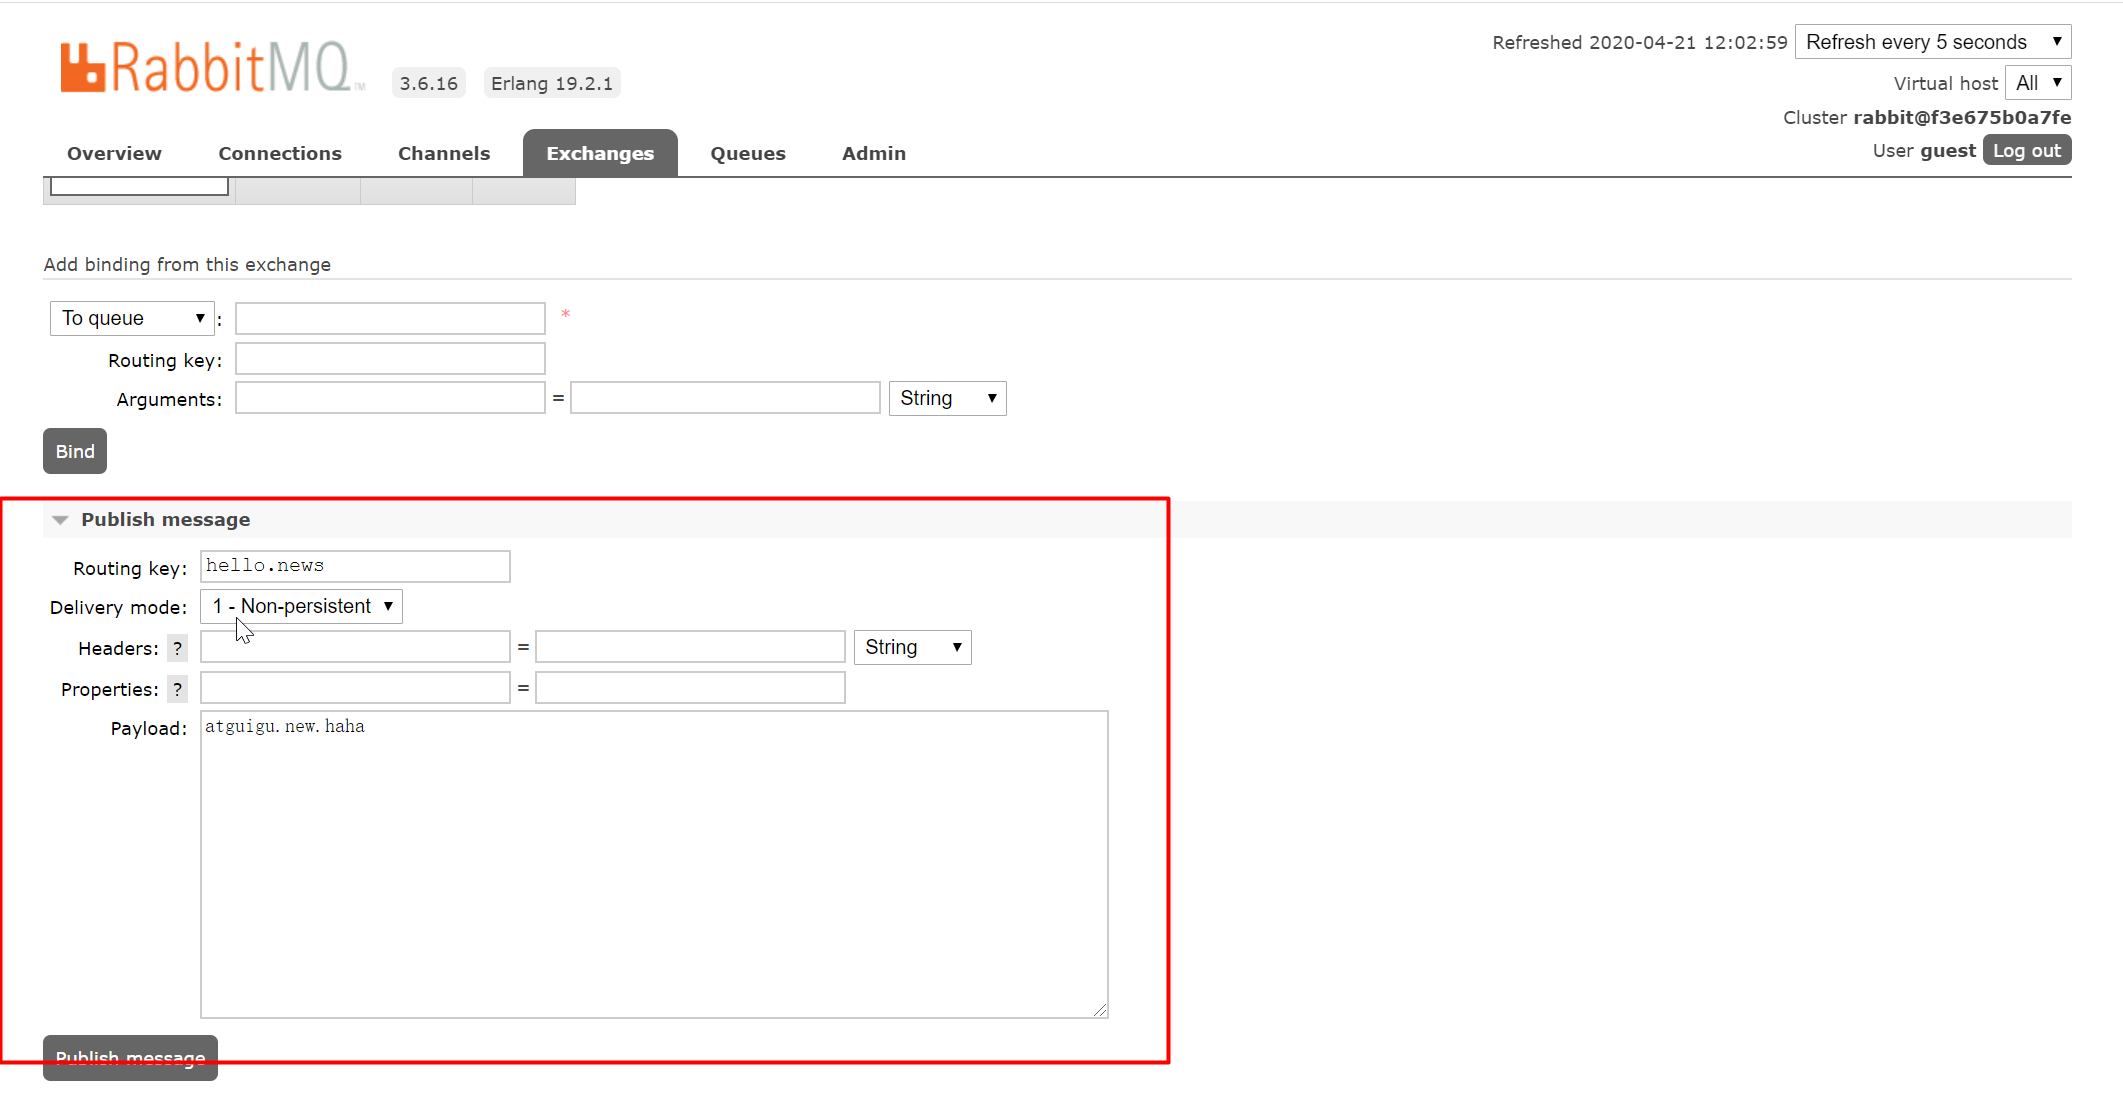 RabbitMQ™ 3.6.16 Erlang 19.2.1
Refreshed 2020-04-21 12:02:59 Refresh every 5 seconds
Virtual host All
Cluster rabbit@f3e675b0a7fe
User guest Log out
Overview Connections Channels Exchanges Queues Admin
Add binding from this exchange
To queue : *
Routing key:
Arguments: = String
Bind
Publish message
Routing key: hello.news
Delivery mode: 1 - Non-persistent
Headers: ? = String
Properties: ? =
Payload: atguigu.new.haha
Publish message